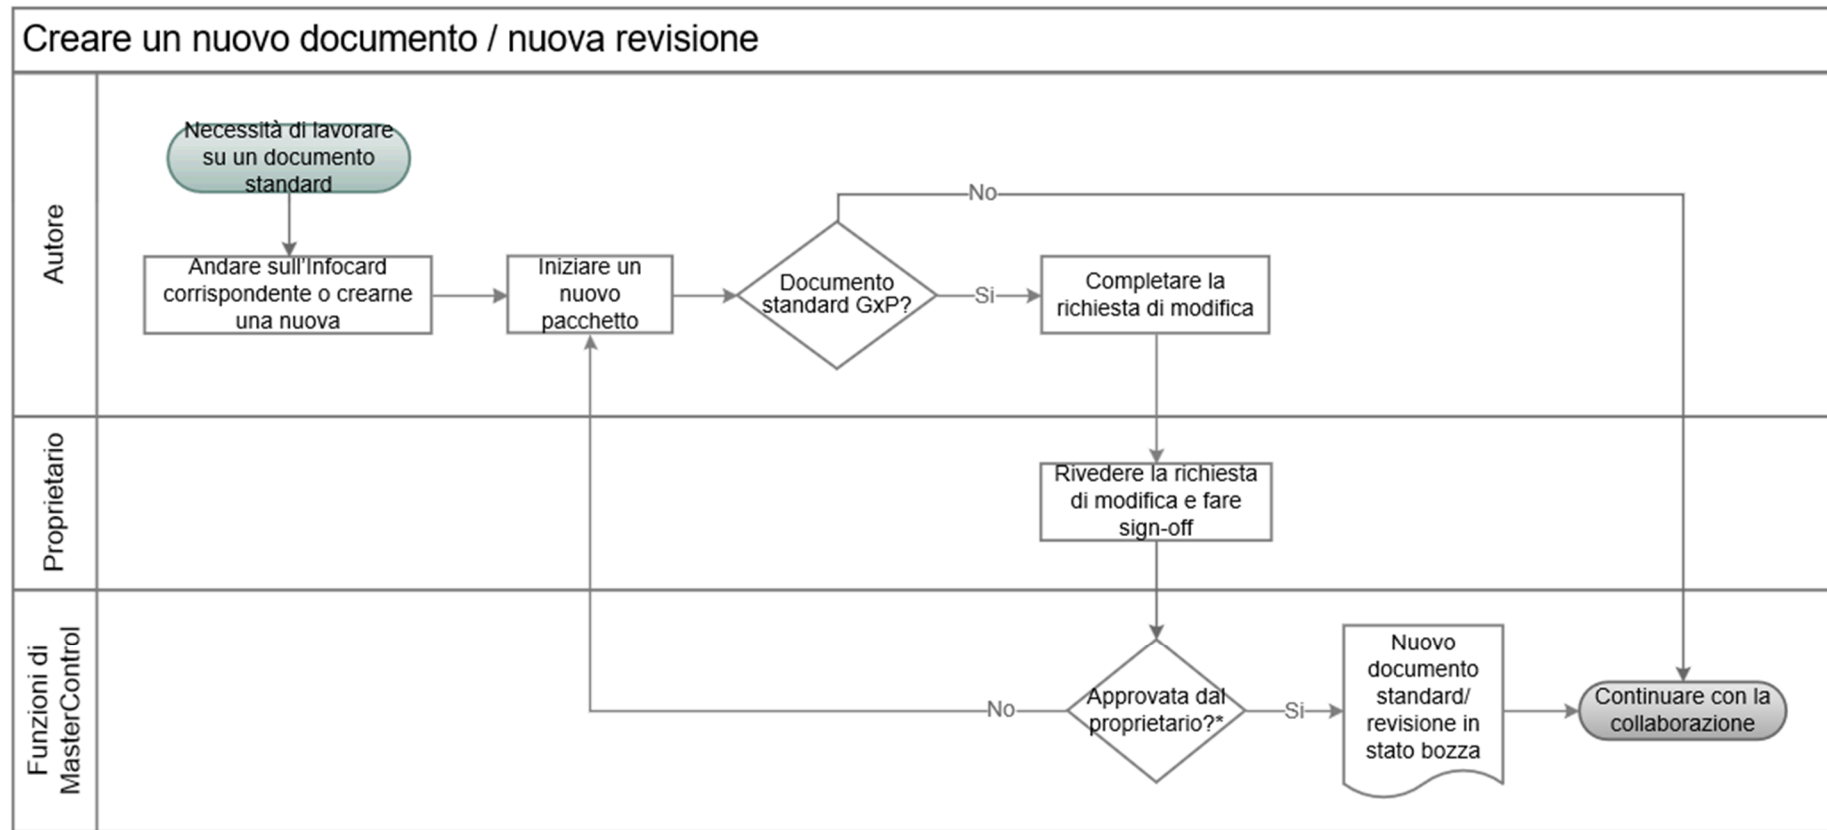 Creare un nuovo documento / nuova revisione
Autore
Necessità di lavorare
su un documento
standard
Andare sull'Infocard
corrispondente o crearne
una nuova
Iniziare un
nuovo
pacchetto
Documento
standard GxP?
No
Si
Completare la
richiesta di modifica
Proprietario
Rivedere la richiesta
di modifica e fare
sign-off
Funzioni di
MasterControl
Approvata dal
proprietario?*
No
Si
Nuovo
documento
standard/
revisione in
stato bozza
Continuare con la
collaborazione